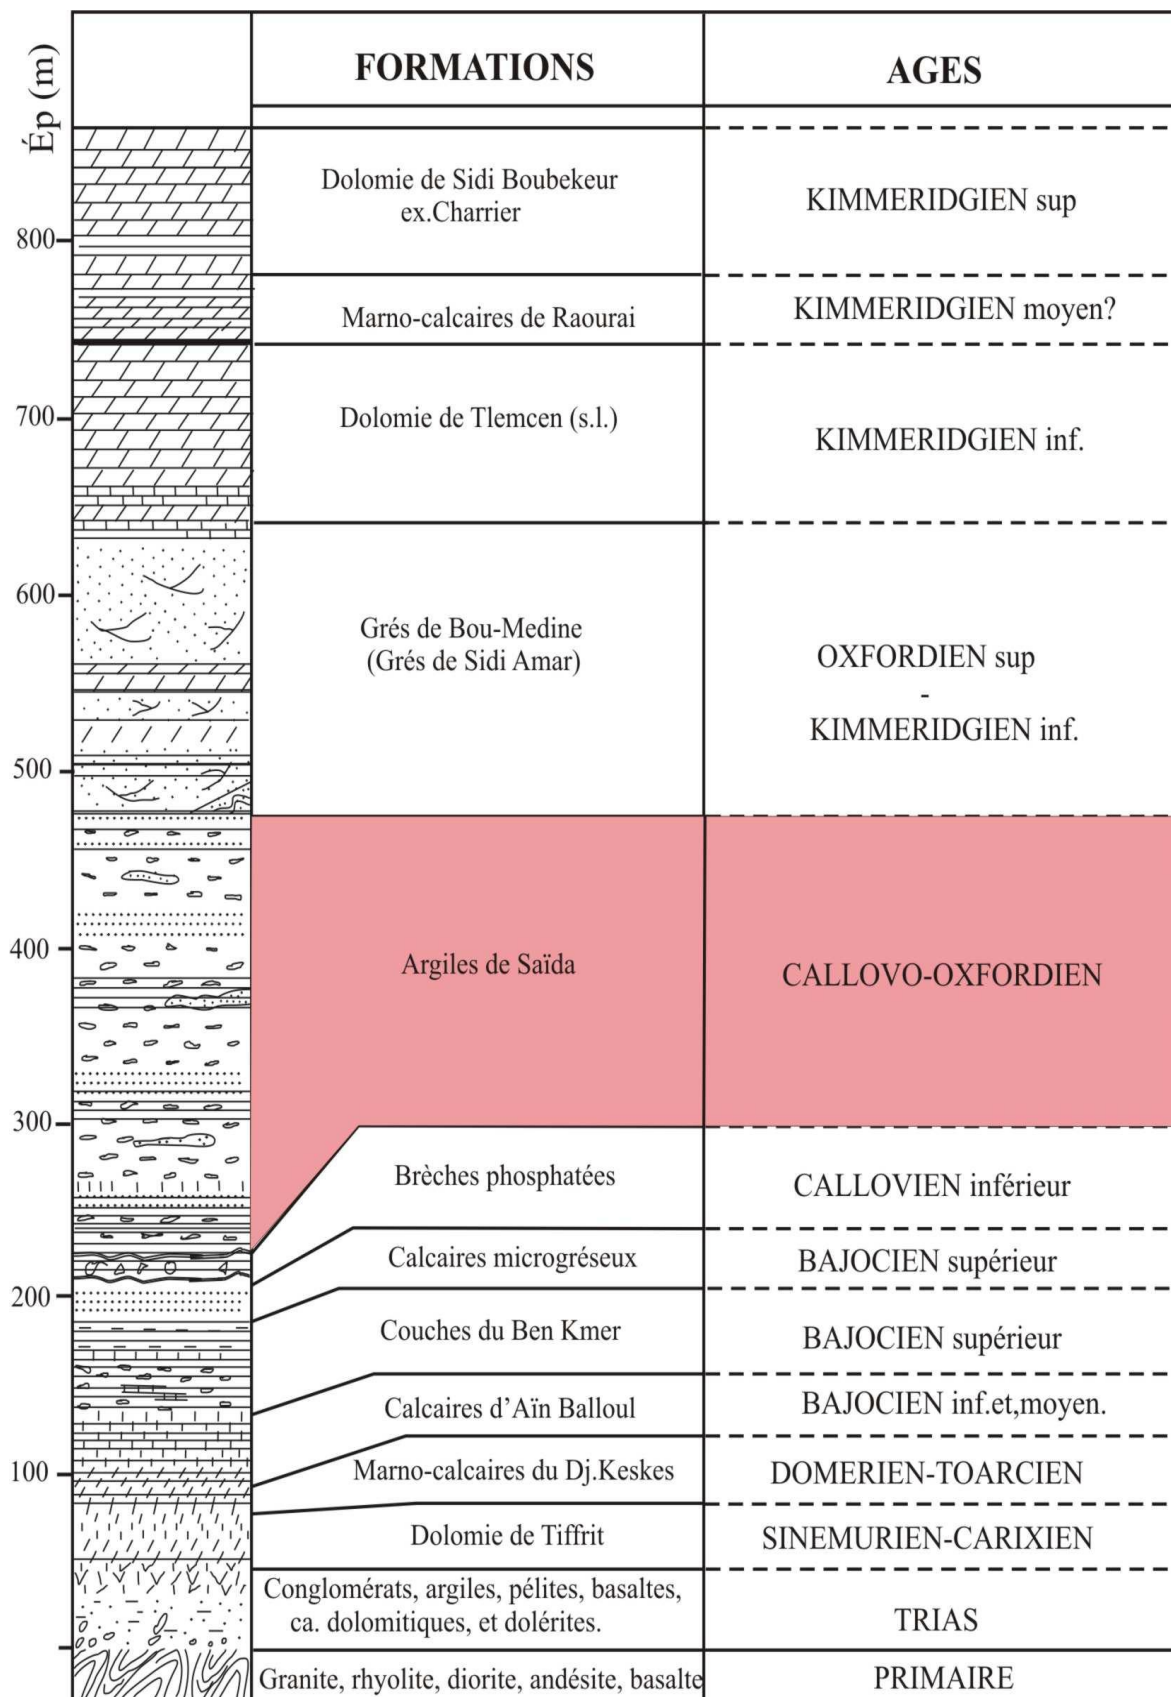 Ép (m)
FORMATIONS
AGES
Dolomie de Sidi Boubekeur
ex.Charrier
KIMMERIDGIEN sup
800
Marno-calcaires de Raourai
KIMMERIDGIEN moyen?
700
Dolomie de Tlemcen (s.l.)
KIMMERIDGIEN inf.
600
Grés de Bou-Medine
(Grés de Sidi Amar)
OXFORDIEN sup
-
KIMMERIDGIEN inf.
500
400
Argiles de Saïda
CALLOVO-OXFORDIEN
300
Brèches phosphatées
CALLOVIEN inférieur
Calcaires microgréseux
BAJOCIEN supérieur
200
Couches du Ben Kmer
BAJOCIEN supérieur
Calcaires d’Aïn Balloul
BAJOCIEN inf.et,moyen.
100
Marno-calcaires du Dj.Keskes
DOMERIEN-TOARCIEN
Dolomie de Tiffrit
SINEMURIEN-CARIXIEN
Conglomérats, argiles, pélites, basaltes,
ca. dolomitiques, et dolérites.
TRIAS
Granite, rhyolite, diorite, andésite, basalte
PRIMAIRE